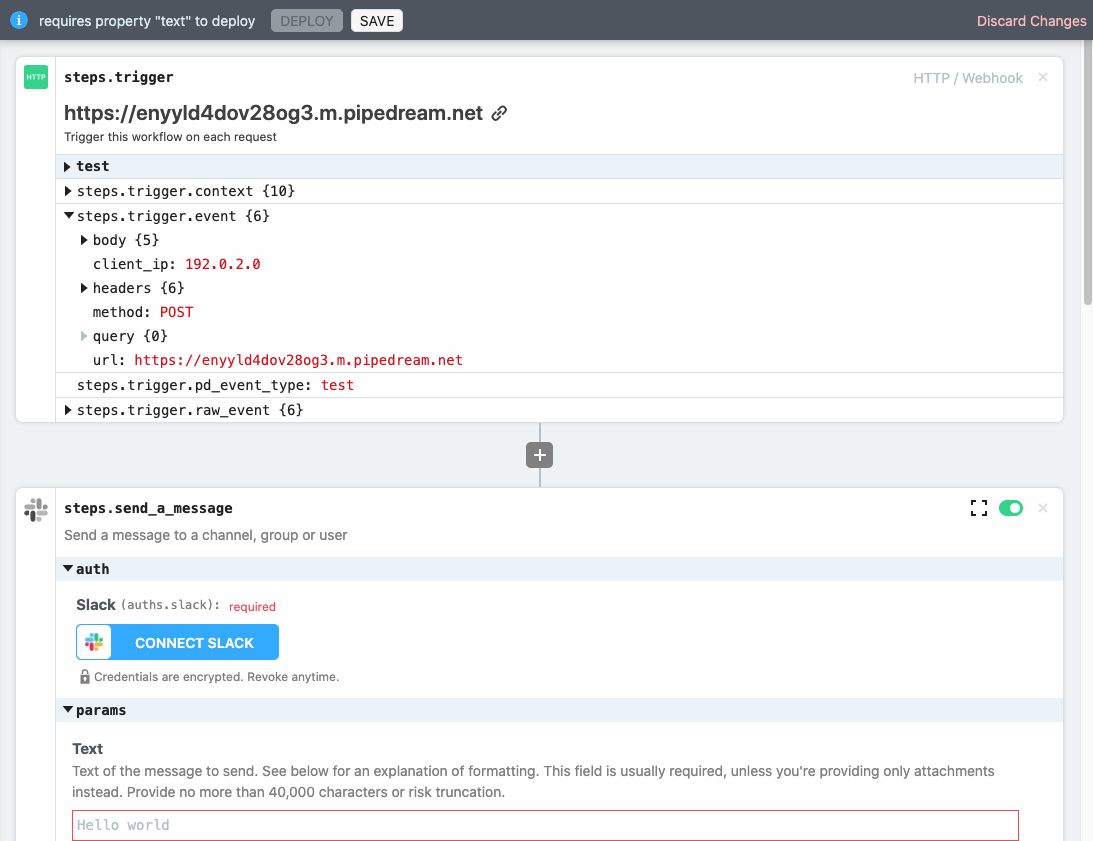 requires property "text" to deploy DEPLOY SAVE Discard Changes
HTTP steps.trigger HTTP / Webhook
https://enyyld4dov28og3.m.pipedream.net
Trigger this workflow on each request
test
steps.trigger.context {10}
steps.trigger.event {6}
body {5}
client_ip: 192.0.2.0
headers {6}
method: POST
query {0}
url: https://enyyld4dov28og3.m.pipedream.net
steps.trigger.pd_event_type: test
steps.trigger.raw_event {6}
steps.send_a_message
Send a message to a channel, group or user
auth
Slack (auths.slack): required
CONNECT SLACK
Credentials are encrypted. Revoke anytime.
params
Text
Text of the message to send. See below for an explanation of formatting. This field is usually required, unless you're providing only attachments
instead. Provide no more than 40,000 characters or risk truncation.
Hello world